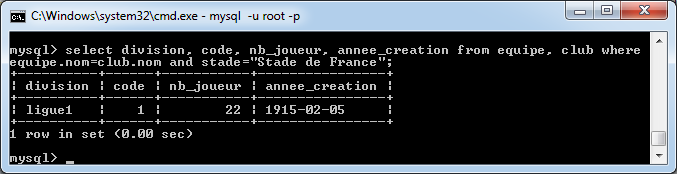 C:\Windows\system32\cmd.exe - mysql  -u root -p
mysql> select division, code, nb_joueur, annee_creation from equipe, club where
equipe.nom=club.nom and stade="Stade de France";
+----------+------+-----------+----------------+
| division | code | nb_joueur | annee_creation |
+----------+------+-----------+----------------+
| ligue1   |    1 |        22 | 1915-02-05     |
+----------+------+-----------+----------------+
1 row in set (0.00 sec)
mysql> _